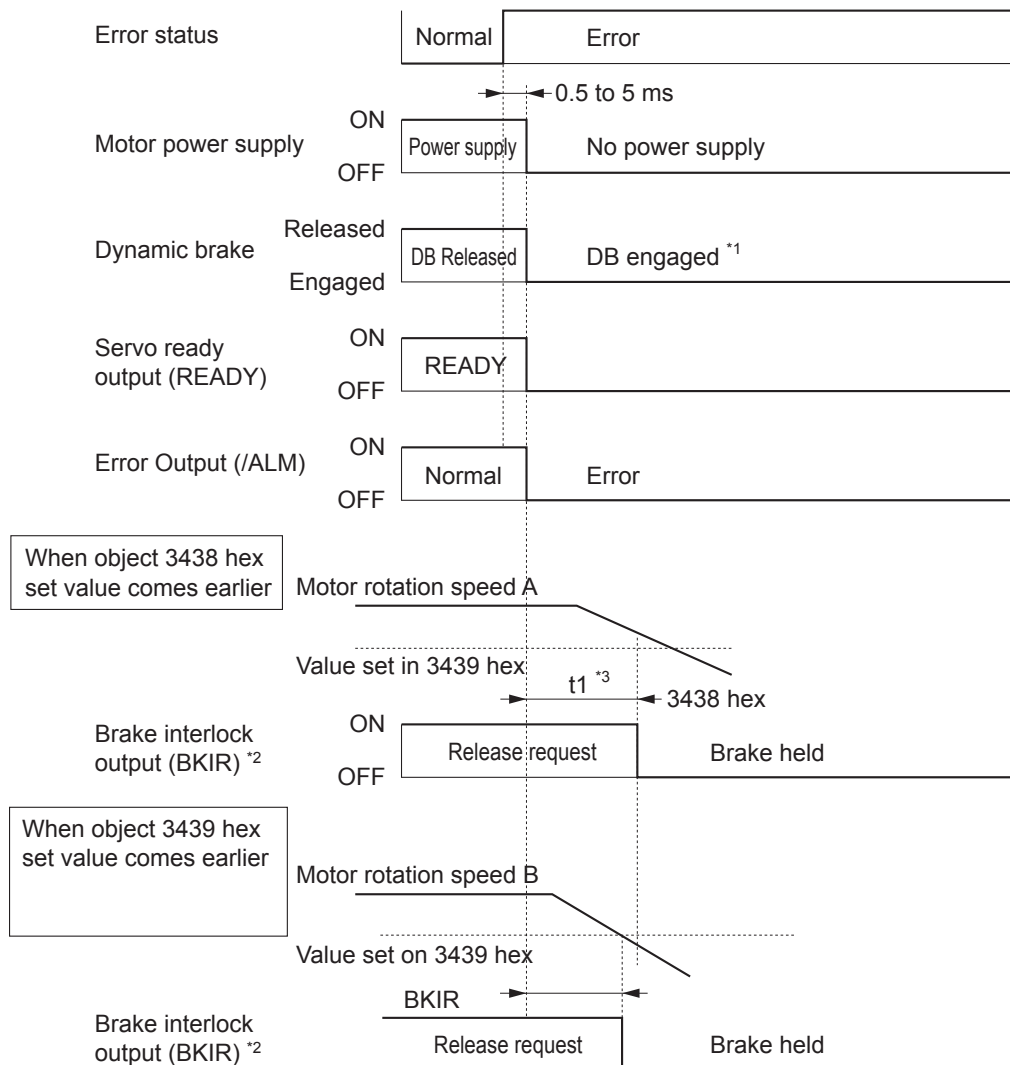 Error status
Normal
Error
0.5 to 5 ms
Motor power supply
ON
OFF
Power supply
No power supply
Dynamic brake
Released
Engaged
DB Released
DB engaged *1
Servo ready
output (READY)
ON
OFF
READY
Error Output (/ALM)
ON
OFF
Normal
Error
When object 3438 hex
set value comes earlier
Motor rotation speed A
Value set in 3439 hex
t1 *3
3438 hex
Brake interlock
output (BKIR) *2
ON
OFF
Release request
Brake held
When object 3439 hex
set value comes earlier
Motor rotation speed B
Value set on 3439 hex
BKIR
Brake interlock
output (BKIR) *2
Release request
Brake held